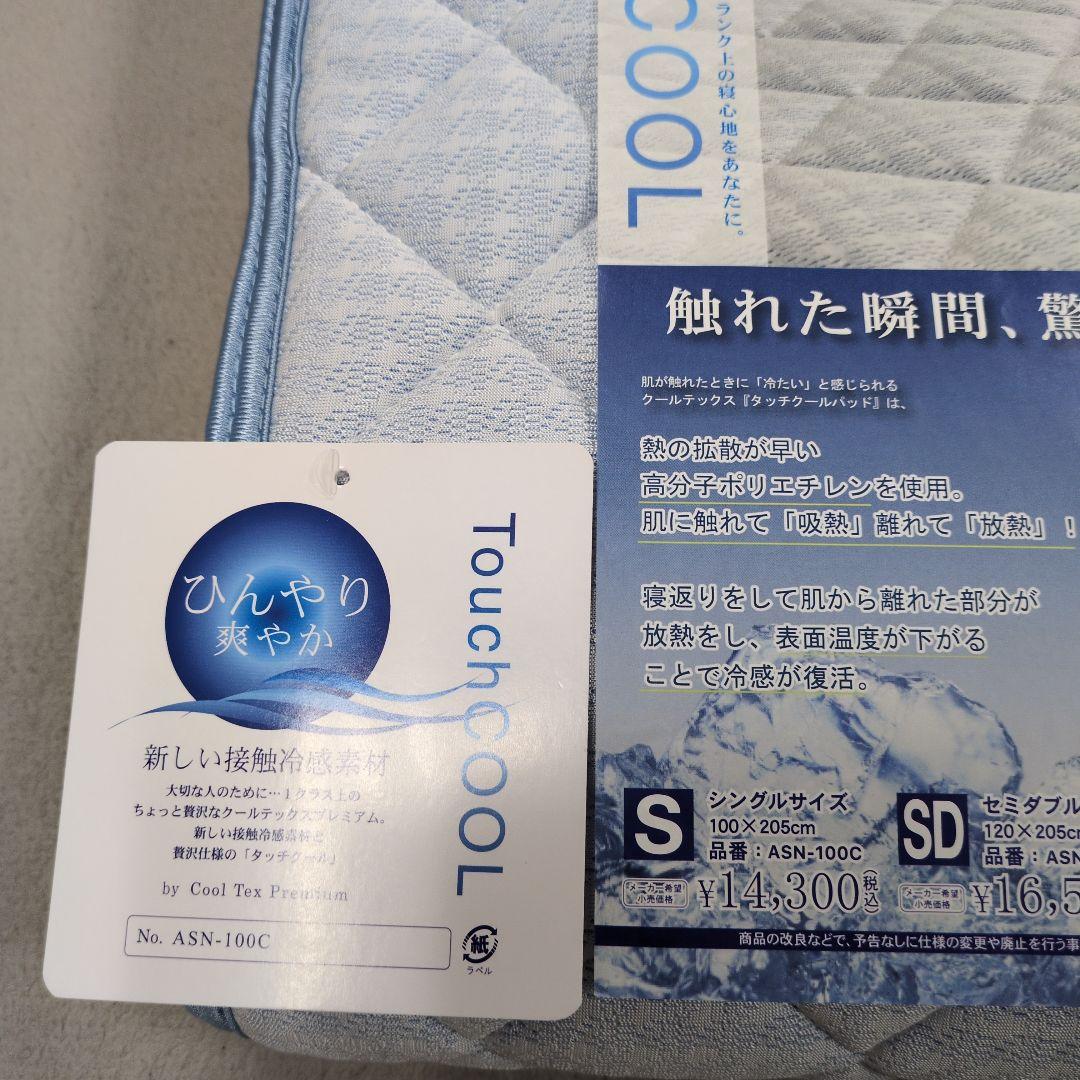 COOL
ランク上の寝心地をあなたに。
触れた瞬間、驚
肌が触れたときに「冷たい」と感じられる
クールテックス『タッチクールパッド』は、
熱の拡散が早い
高分子ポリエチレンを使用。
肌に触れて「吸熱」離れて「放熱」！
寝返りをして肌から離れた部分が
放熱をし、表面温度が下がる
ことで冷感が復活。
S
シングルサイズ
100×205cm
品番：ASN-100C
メーカー希望
小売価格
¥14,300(税込)
SD
セミダブル
120×205cm
品番：ASN
メーカー希望
小売価格
¥16,5
商品の改良などで、予告なしに仕様の変更や廃止を行う事
ひんやり
爽やか
TouchCOOL
新しい接触冷感素材
大切な人のために…1クラス上の
ちょっと贅沢なクールテックスプレミアム。
新しい接触冷感素材と
贅沢仕様の「タッチクール」
by Cool Tex Premium
No. ASN-100C
紙
ラベル